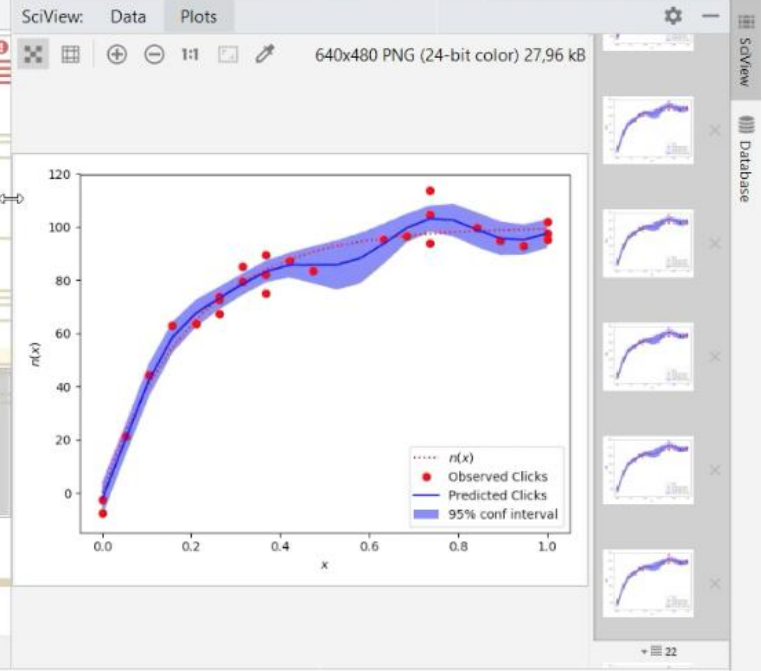 SciView: Data Plots
1:1 640x480 PNG (24-bit color) 27,96 kB
SciView
Database
120
100
80
60
40
20
0
n(x)
0.0 0.2 0.4 0.6 0.8 1.0
x
n(x)
Observed Clicks
Predicted Clicks
95% conf interval
22